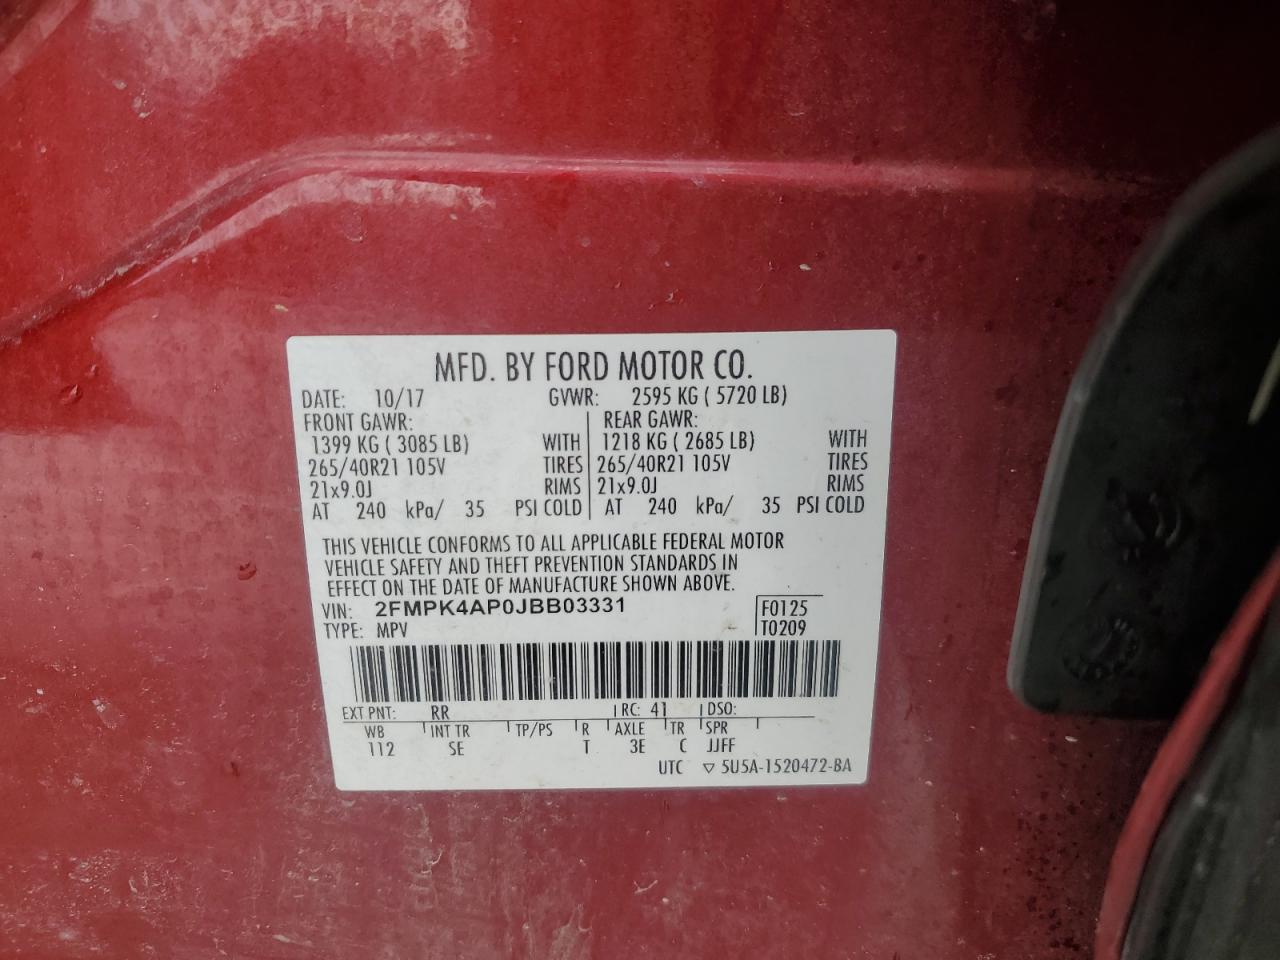 MFD. BY FORD MOTOR CO.
DATE: 10/17 GVWR: 2595 KG ( 5720 LB)
FRONT GAWR: REAR GAWR:
1399 KG ( 3085 LB) WITH 1218 KG ( 2685 LB) WITH
265/40R21 105V TIRES 265/40R21 105V TIRES
21x9.0J RIMS 21x9.0J RIMS
AT 240 kPa/ 35 PSI COLD AT 240 kPa/ 35 PSI COLD
THIS VEHICLE CONFORMS TO ALL APPLICABLE FEDERAL MOTOR
VEHICLE SAFETY AND THEFT PREVENTION STANDARDS IN
EFFECT ON THE DATE OF MANUFACTURE SHOWN ABOVE.
VIN: 2FMPK4AP0JBB03331 F0125
TYPE: MPV T0209
EXT PNT: RR RC: 41 DSO:
WB INT TR TP/PS R AXLE TR SPR
112 SE T 3E C JJFF
UTC ▽ 5U5A-1520472-BA